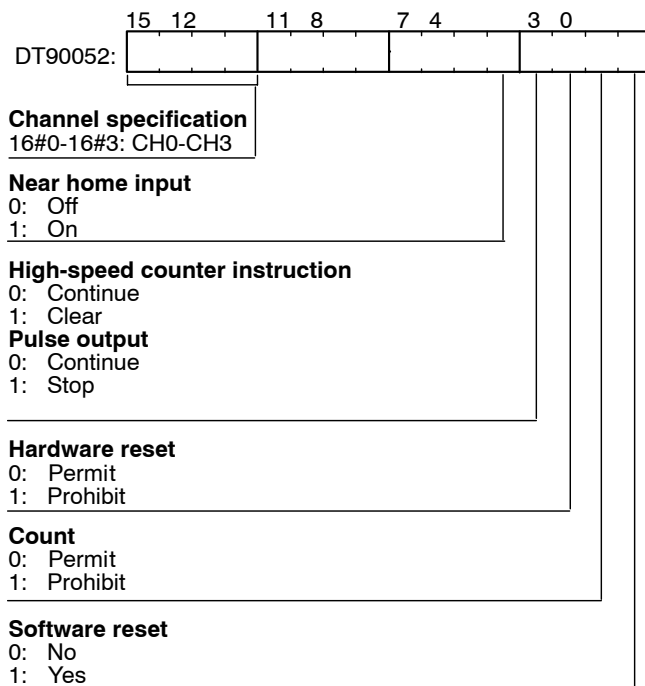 15 12 11 8 7 4 3 0
DT90052:
Channel specification
16#0-16#3: CH0-CH3
Near home input
0: Off
1: On
High-speed counter instruction
0: Continue
1: Clear
Pulse output
0: Continue
1: Stop
Hardware reset
0: Permit
1: Prohibit
Count
0: Permit
1: Prohibit
Software reset
0: No
1: Yes